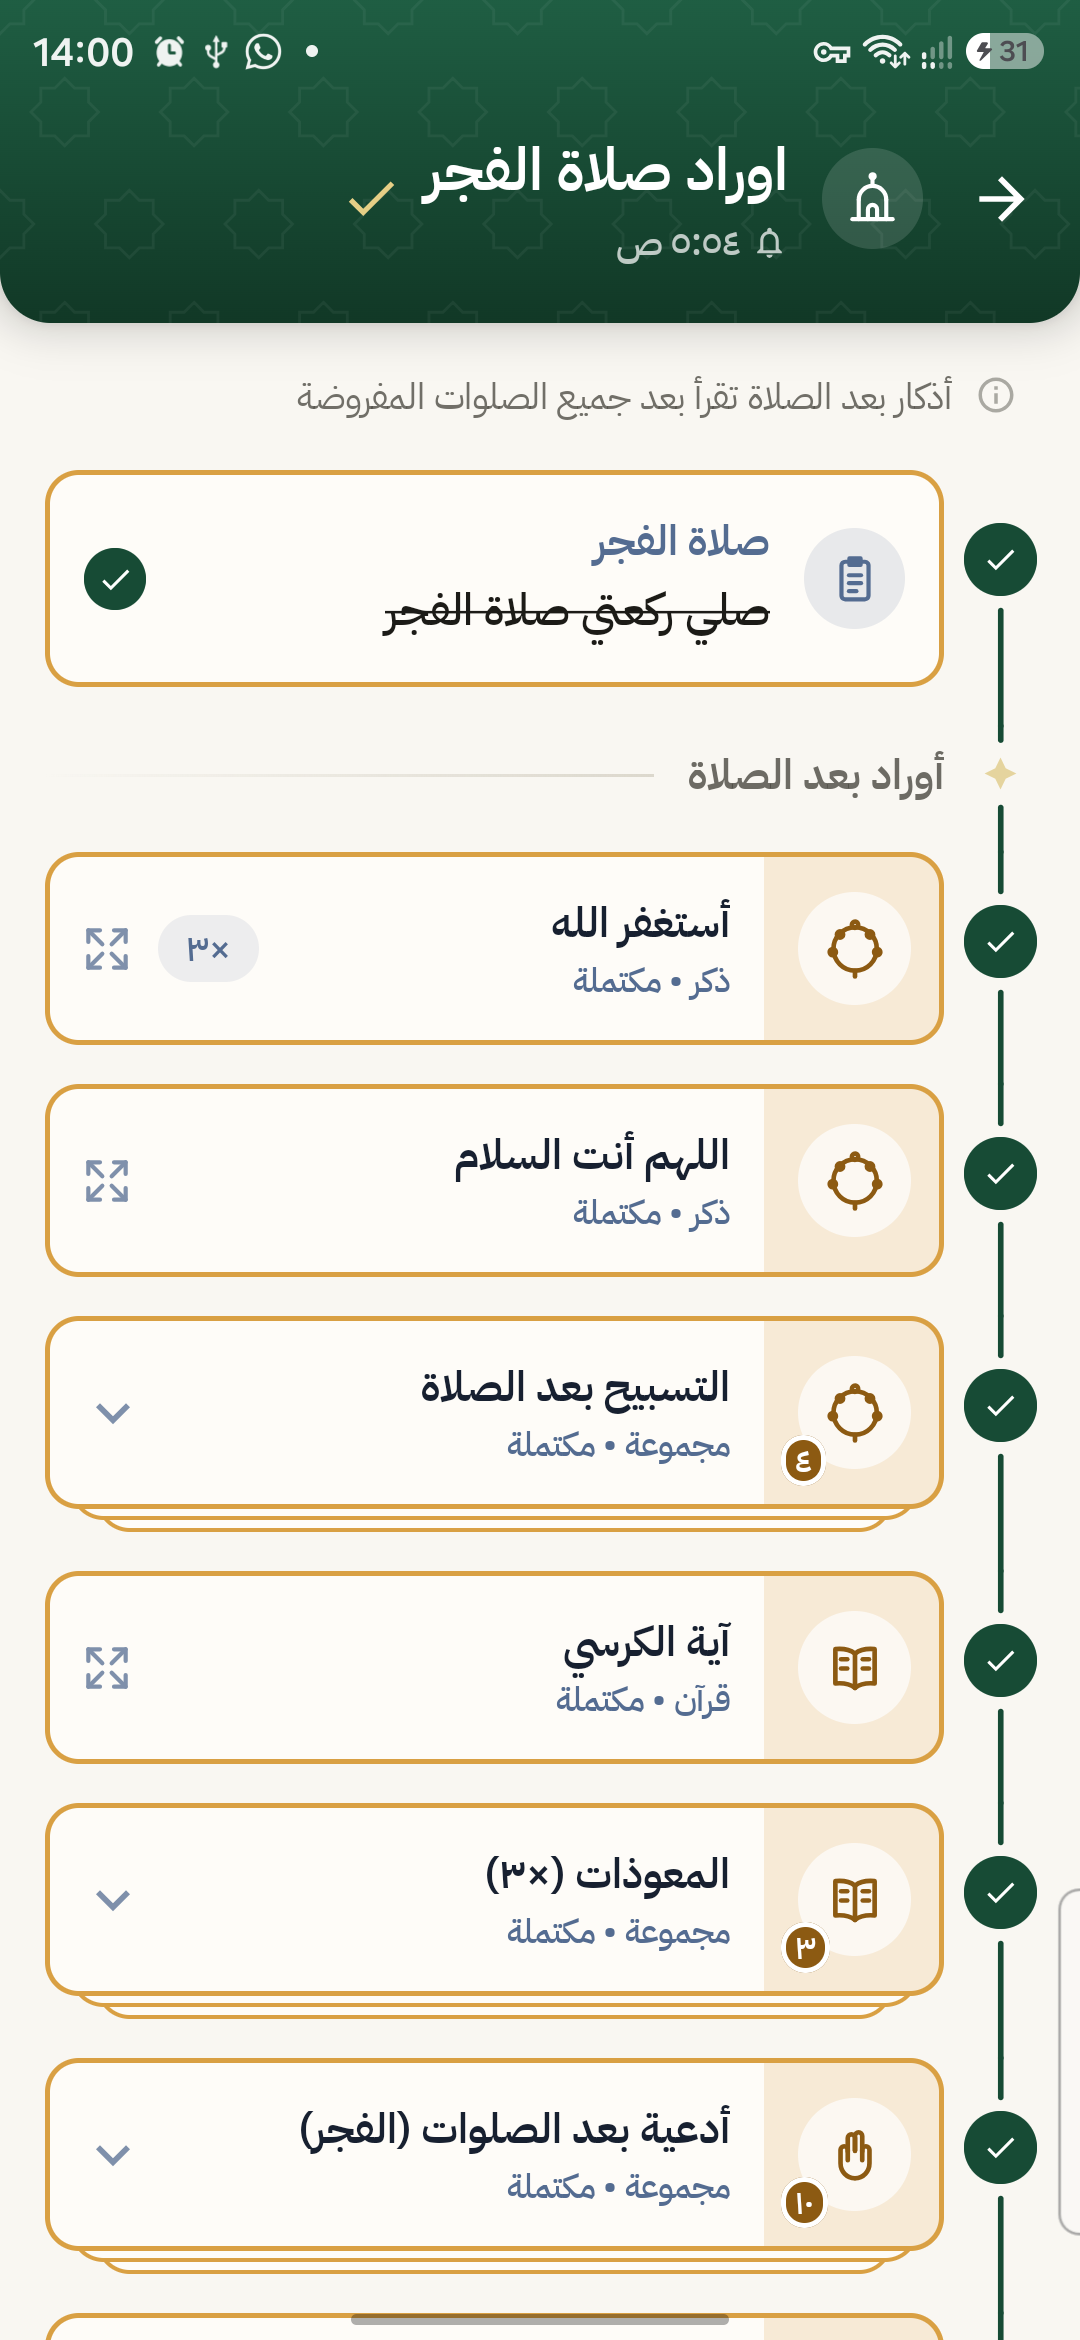 14:00
31
اوراد صلاة الفجر
٥:٥٤ ص
أذكار بعد الصلاة تقرأ بعد جميع الصلوات المفروضة
صلاة الفجر
صلي ركعتي صلاة الفجر
أوراد بعد الصلاة
أستغفر الله
ذكر • مكتملة
×٣
اللهم أنت السلام
ذكر • مكتملة
التسبيح بعد الصلاة
مجموعة • مكتملة
٤
آية الكرسي
قرآن • مكتملة
المعوذات (×٣)
مجموعة • مكتملة
٣
أدعية بعد الصلوات (الفجر)
مجموعة • مكتملة
١٠